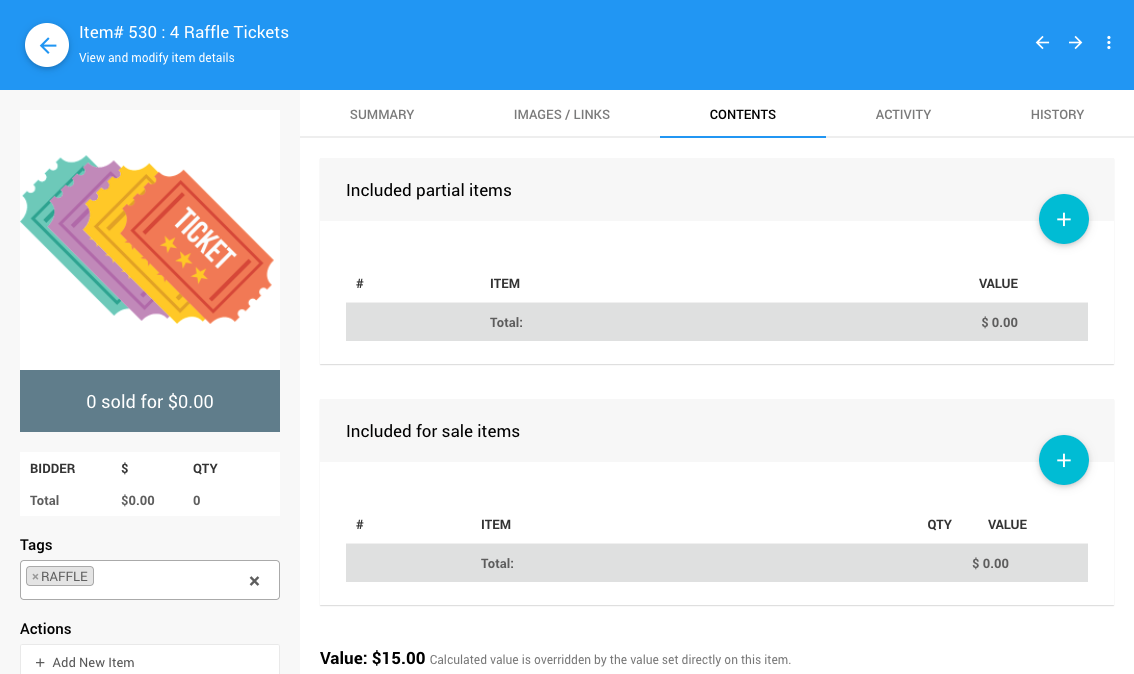 Item# 530 : 4 Raffle Tickets
View and modify item details
SUMMARY IMAGES / LINKS CONTENTS ACTIVITY HISTORY
TICKET
0 sold for $0.00
BIDDER $ QTY
Total $0.00 0
Tags
×RAFFLE ×
Actions
+ Add New Item
Included partial items
+
# ITEM VALUE
Total: $ 0.00
Included for sale items
+
# ITEM QTY VALUE
Total: $ 0.00
Value: $15.00 Calculated value is overridden by the value set directly on this item.